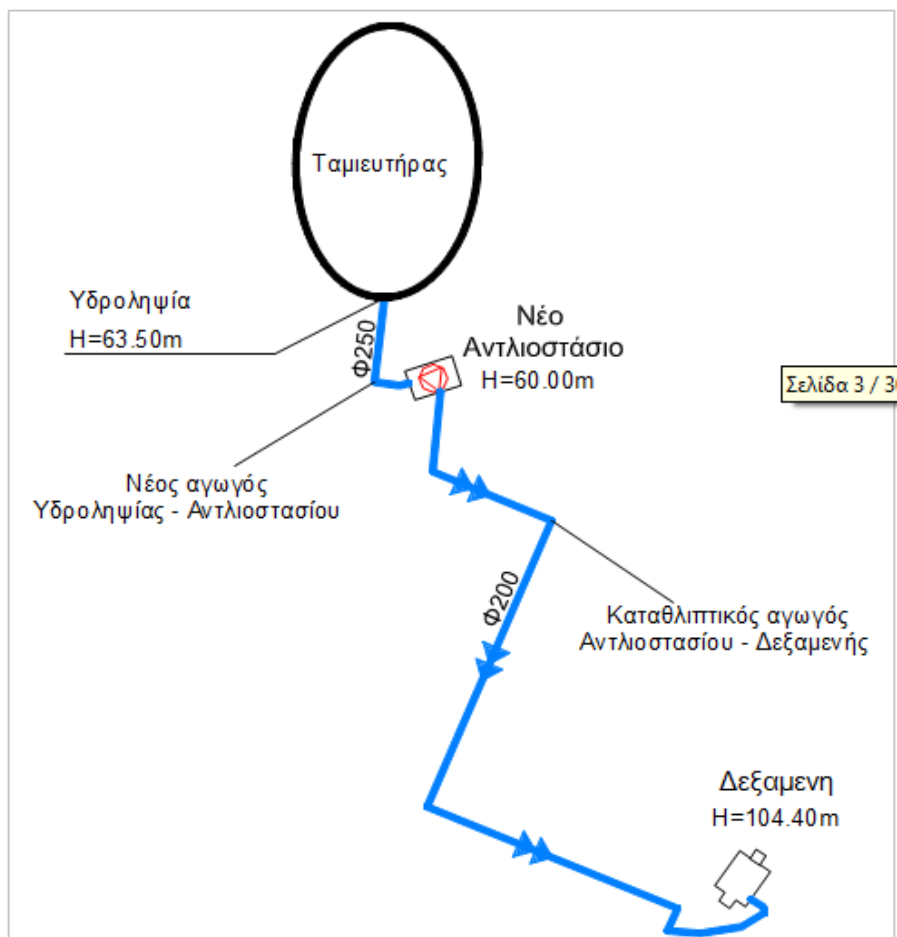 Ταμιευτήρας
Υδροληψία
H=63.50m
Φ250
Νέο
Αντλιοστάσιο
H=60.00m
Σελίδα 3 / 3
Νέος αγωγός
Υδροληψίας - Αντλιοστασίου
Φ200
Καταθλιπτικός αγωγός
Αντλιοστασίου - Δεξαμενής
Δεξαμενη
H=104.40m